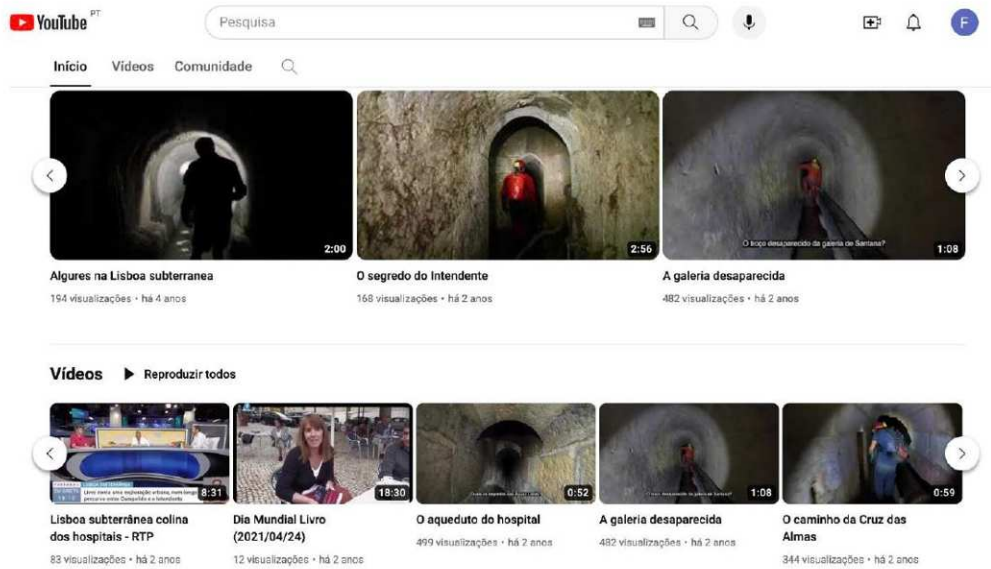 YouTube PT
Pesquisa
F
Início Vídeos Comunidade
O troço desaparecido da galeria de Santana?
2:00 2:56 1:08
Algures na Lisboa subterranea O segredo do Intendente A galeria desaparecida
194 visualizações • há 4 anos 168 visualizações • há 2 anos 482 visualizações • há 2 anos
Vídeos Reproduzir todos
8:31 18:30 0:52 1:08 0:59
Lisboa subterrânea colina Dia Mundial Livro O aqueduto do hospital A galeria desaparecida O caminho da Cruz das
dos hospitais - RTP (2021/04/24) 499 visualizações • há 2 anos 482 visualizações • há 2 anos Almas
83 visualizações • há 2 anos 12 visualizações • há 2 anos 344 visualizações • há 2 anos